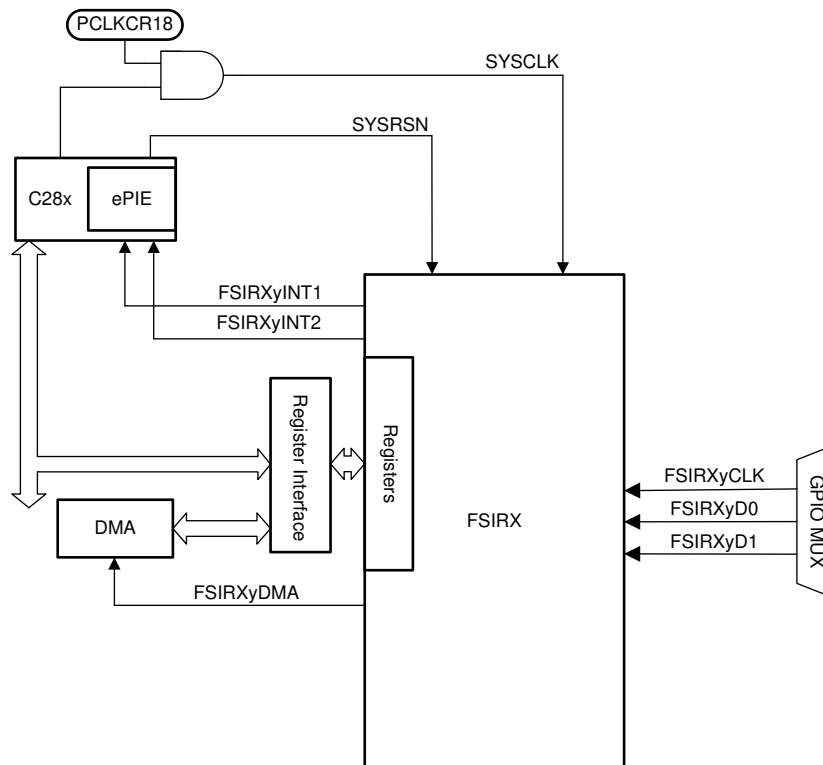 PCLKCR18
SYSCLK
SYSRSN
C28x
ePIE
FSIRXyINT1
FSIRXyINT2
Register Interface
Registers
FSIRX
FSIRXyCLK
FSIRXyD0
FSIRXyD1
GPIO MUX
DMA
FSIRXyDMA